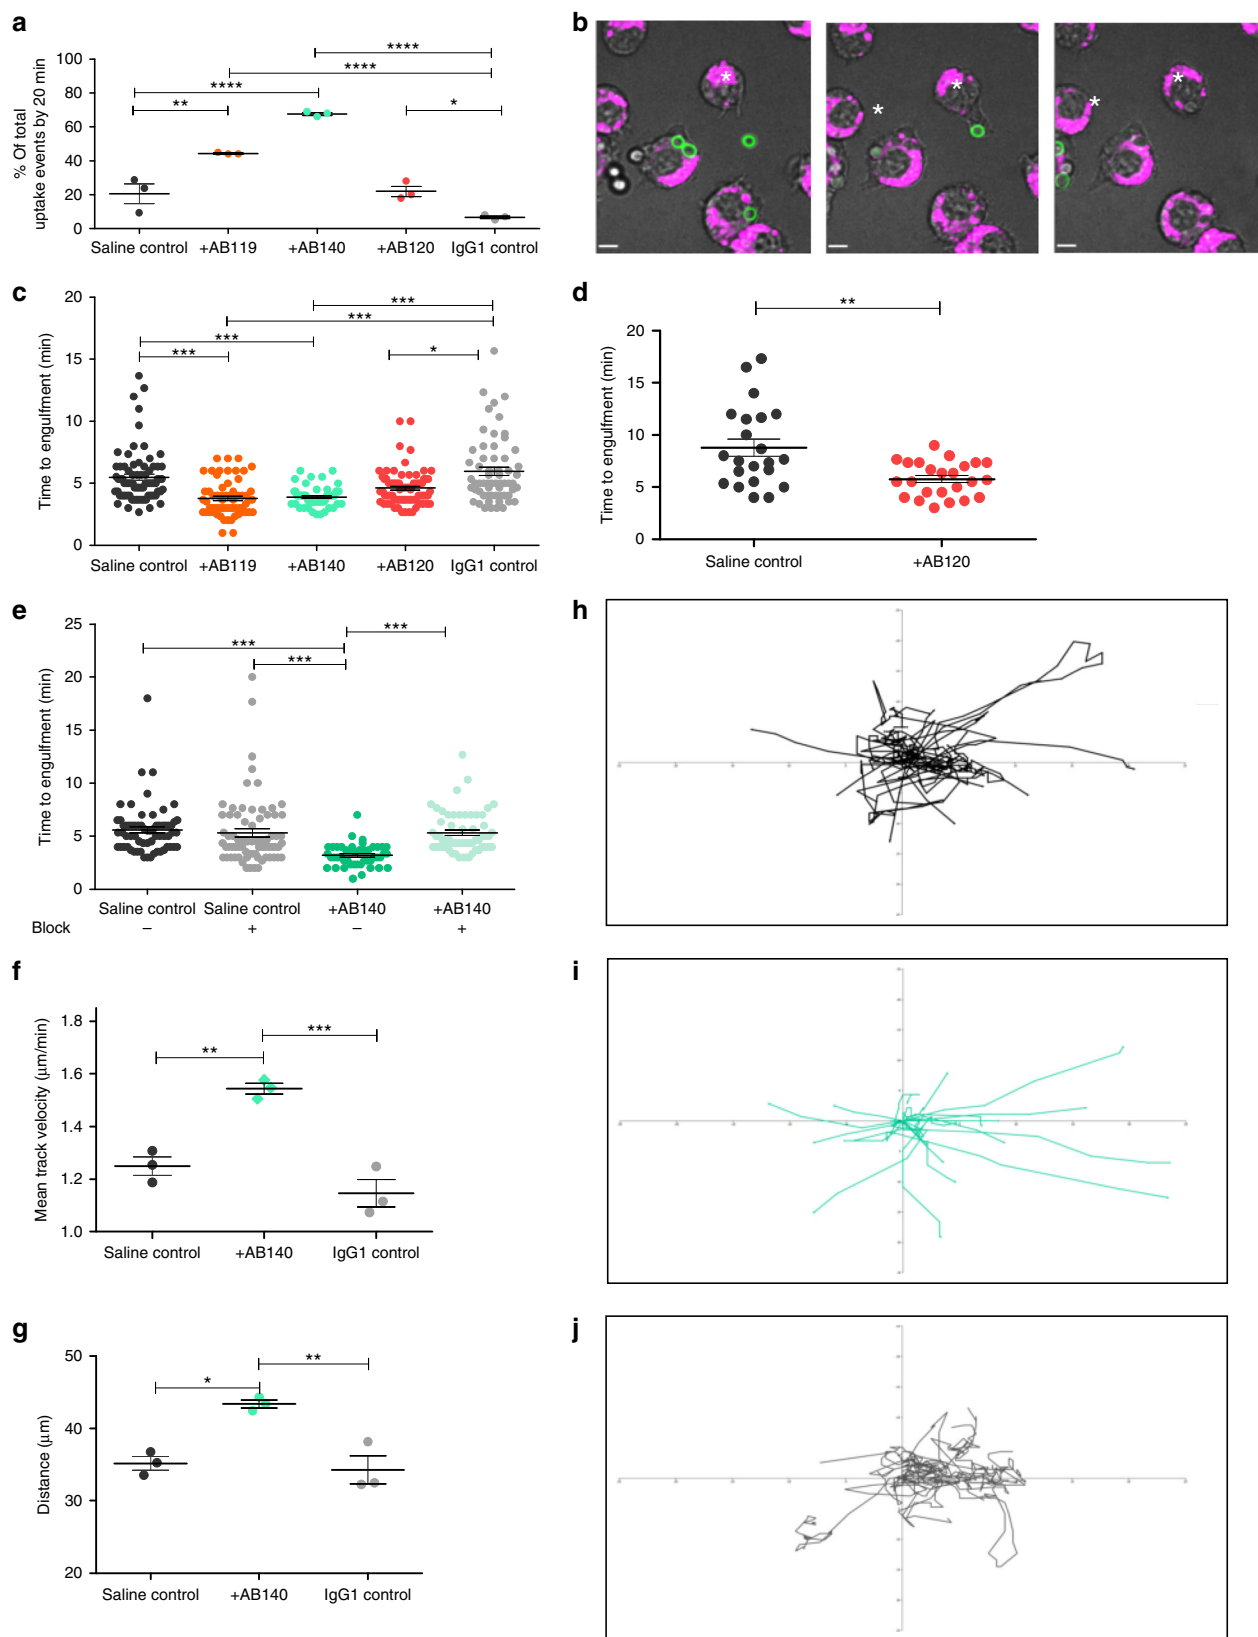 a
% Of total
uptake events by 20 min
100
80
60
40
20
0
****
****
****
**
*
Saline control +AB119 +AB140 +AB120 IgG1 control
b
* * * * *
c
Time to engulfment (min)
20
15
10
5
0
***
***
***
***
*
Saline control +AB119 +AB140 +AB120 IgG1 control
d
Time to engulfment (min)
20
15
10
5
0
**
Saline control +AB120
e
Time to engulfment (min)
25
20
15
10
5
0
***
***
***
Saline control Saline control +AB140 +AB140
Block – + – +
f
Mean track velocity (µm/min)
1.8
1.6
1.4
1.2
1.0
**
***
Saline control +AB140 IgG1 control
g
Distance (µm)
50
40
30
20
*
**
Saline control +AB140 IgG1 control
h
i
j